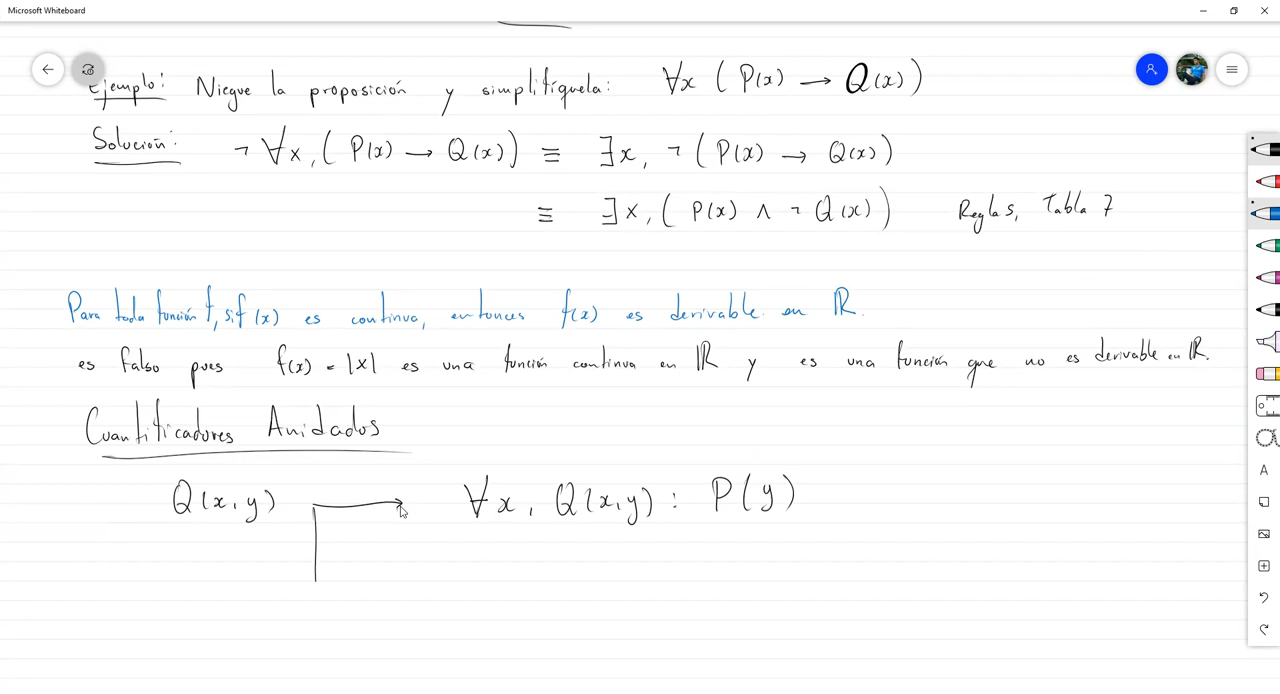 Microsoft Whiteboard
Ejemplo: Niegue la proposición y simplifíquela: ∀x (P(x) → Q(x))
Solución: ¬∀x, (P(x) → Q(x)) ≡ ∃x, ¬(P(x) → Q(x))
≡ ∃x, (P(x) ∧ ¬Q(x)) Reglas, Tabla 7
Para toda función f, si f(x) es continua, entonces f(x) es derivable en ℝ.
es falso pues f(x) = |x| es una función continua en ℝ y es una función que no es derivable en ℝ.
Cuantificadores Anidados
Q(x,y) → ∀x, Q(x,y) : P(y)
A